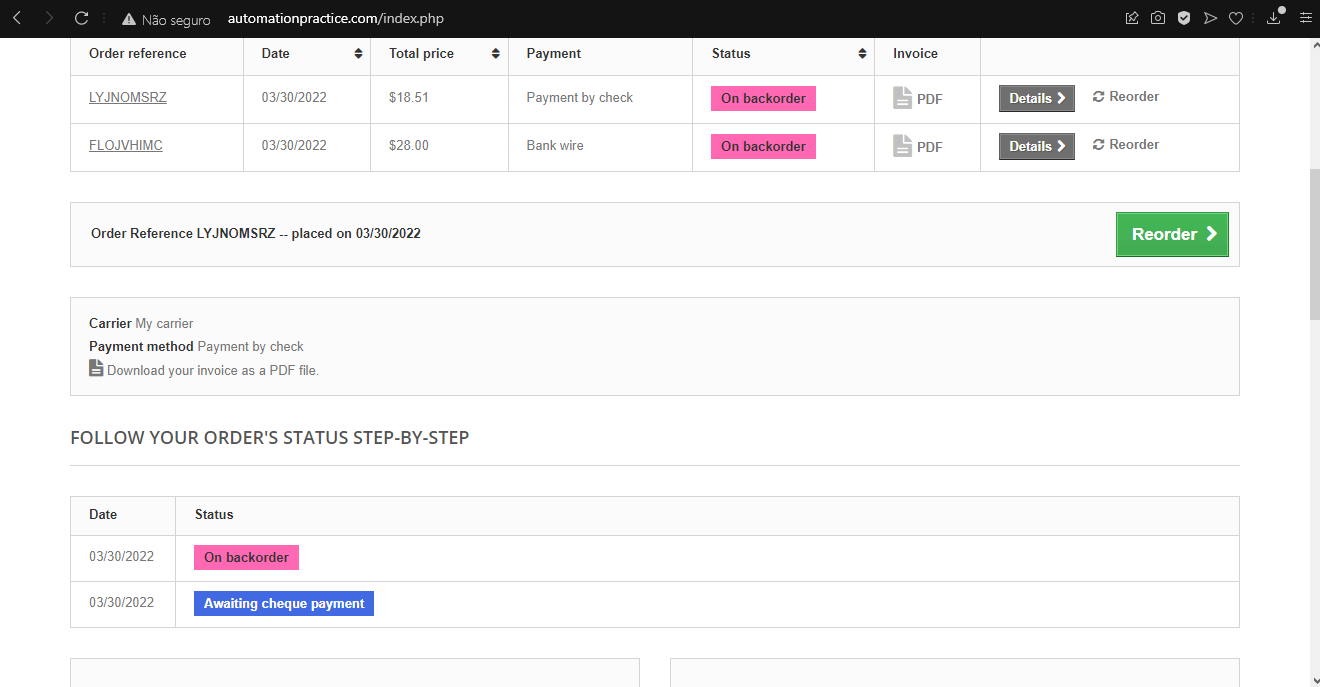 Não seguro automationpractice.com/index.php
Order reference Date Total price Payment Status Invoice
LYJNOMSRZ 03/30/2022 $18.51 Payment by check On backorder PDF Details Reorder
FLOJVHIMC 03/30/2022 $28.00 Bank wire On backorder PDF Details Reorder
Order Reference LYJNOMSRZ -- placed on 03/30/2022 Reorder
Carrier My carrier
Payment method Payment by check
Download your invoice as a PDF file.
FOLLOW YOUR ORDER'S STATUS STEP-BY-STEP
Date Status
03/30/2022 On backorder
03/30/2022 Awaiting cheque payment